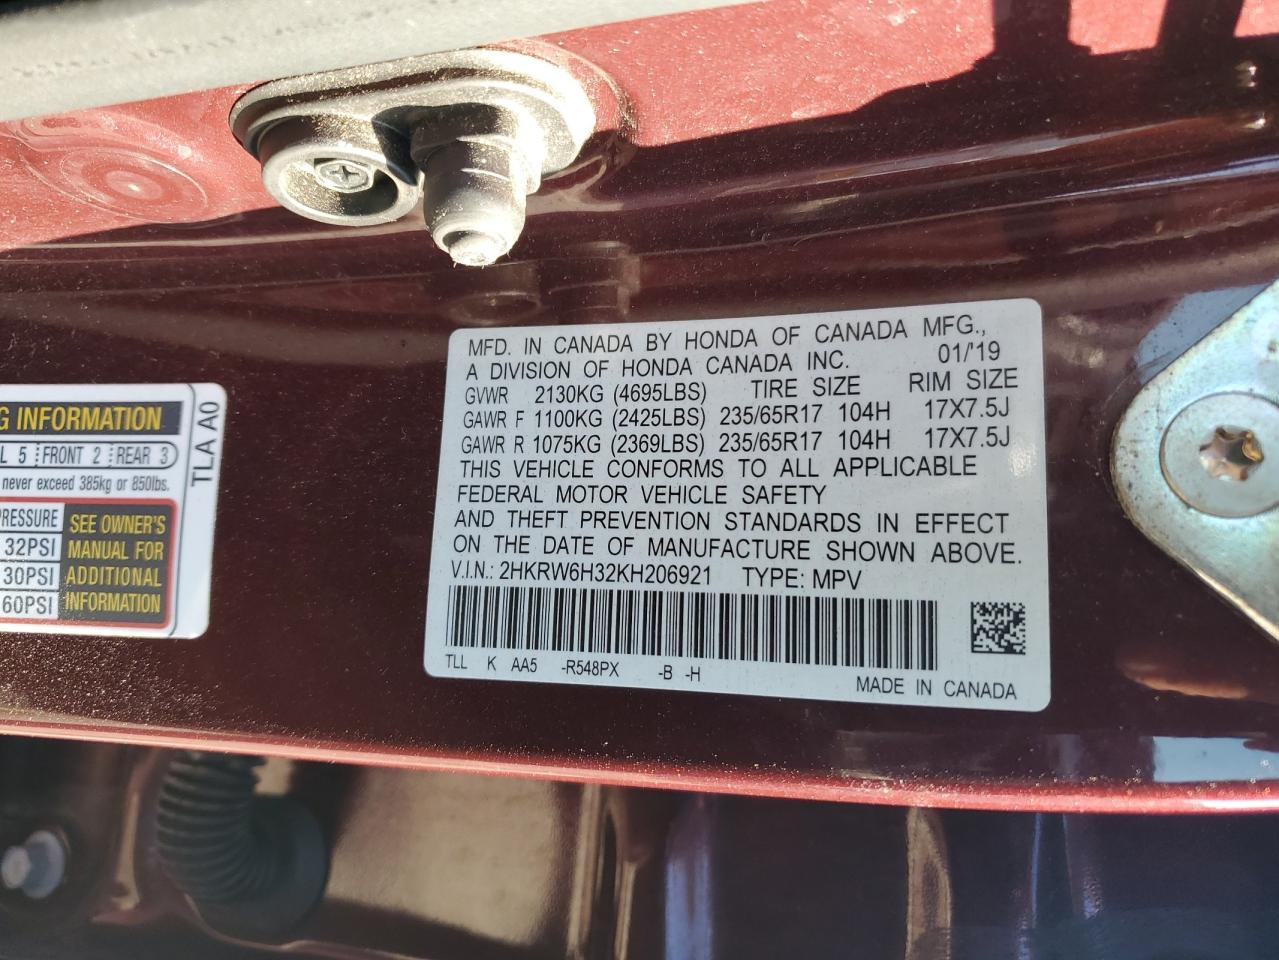 G INFORMATION
L 5 FRONT 2 REAR 3
never exceed 385kg or 850lbs.
RESSURE
32PSI
30PSI
60PSI
SEE OWNER'S
MANUAL FOR
ADDITIONAL
INFORMATION
TLA A0
MFD. IN CANADA BY HONDA OF CANADA MFG.,
A DIVISION OF HONDA CANADA INC. 01/'19
GVWR 2130KG (4695LBS) TIRE SIZE RIM SIZE
GAWR F 1100KG (2425LBS) 235/65R17 104H 17X7.5J
GAWR R 1075KG (2369LBS) 235/65R17 104H 17X7.5J
THIS VEHICLE CONFORMS TO ALL APPLICABLE
FEDERAL MOTOR VEHICLE SAFETY
AND THEFT PREVENTION STANDARDS IN EFFECT
ON THE DATE OF MANUFACTURE SHOWN ABOVE.
V.I.N.: 2HKRW6H32KH206921 TYPE: MPV
TLL K AA5 -R548PX -B -H
MADE IN CANADA